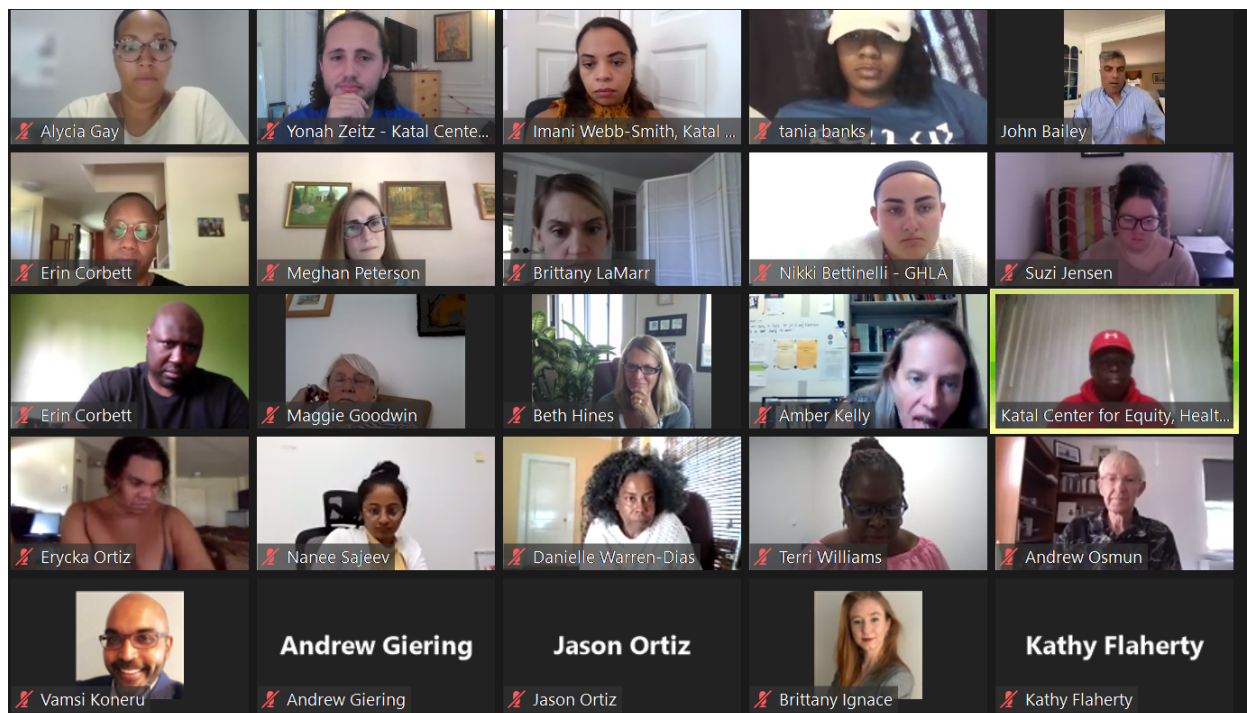 Alycia Gay
Yonah Zeitz - Katal Cente...
Imani Webb-Smith, Katal ...
tania banks
John Bailey
Erin Corbett
Meghan Peterson
Brittany LaMarr
Nikki Bettinelli - GHLA
Suzi Jensen
Erin Corbett
Maggie Goodwin
Beth Hines
Amber Kelly
Katal Center for Equity, Healt...
Erycka Ortiz
Nanee Sajeev
Danielle Warren-Dias
Terri Williams
Andrew Osmun
Andrew Giering
Jason Ortiz
Kathy Flaherty
Vamsi Koneru
Andrew Giering
Jason Ortiz
Brittany Ignace
Kathy Flaherty